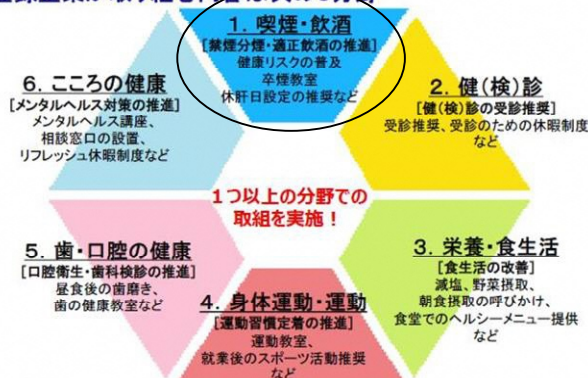 1. 喫煙・飲酒
[禁煙分煙・適正飲酒の推進]
健康リスクの普及
卒煙教室
休肝日設定の推奨など
2. 健(検)診
[健(検)診の受診推奨]
受診推奨、受診のための休暇制度
など
3. 栄養・食生活
[食生活の改善]
減塩、野菜摂取、
朝食摂取の呼びかけ、
食堂でのヘルシーメニュー提供
など
4. 身体運動・運動
[運動習慣定着の推進]
運動教室、
就業後のスポーツ活動推奨
など
5. 歯・口腔の健康
[口腔衛生・歯科検診の推進]
昼食後の歯磨き、
歯の健康教室など
6. こころの健康
[メンタルヘルス対策の推進]
メンタルヘルス講座、
相談窓口の設置、
リフレッシュ休暇制度など
1つ以上の分野での
取組を実施！